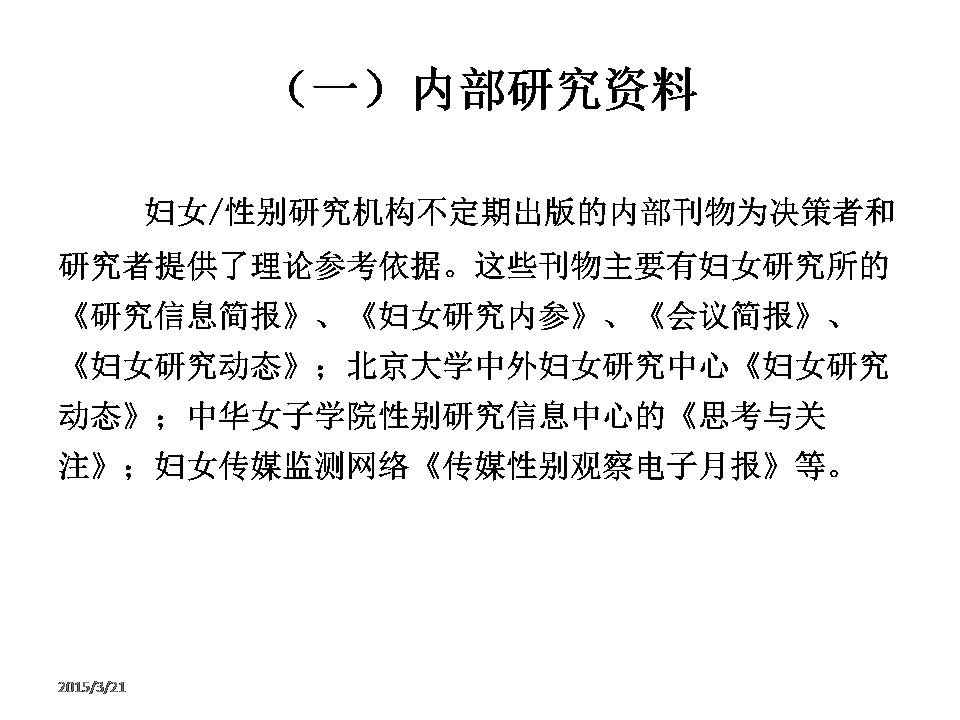 （一）内部研究资料
妇女/性别研究机构不定期出版的内部刊物为决策者和
研究者提供了理论参考依据。这些刊物主要有妇女研究所的
《研究信息简报》、《妇女研究内参》、《会议简报》、
《妇女研究动态》；北京大学中外妇女研究中心《妇女研究
动态》；中华女子学院性别研究信息中心的《思考与关
注》；妇女传媒监测网络《传媒性别观察电子月报》等。
2015/3/21